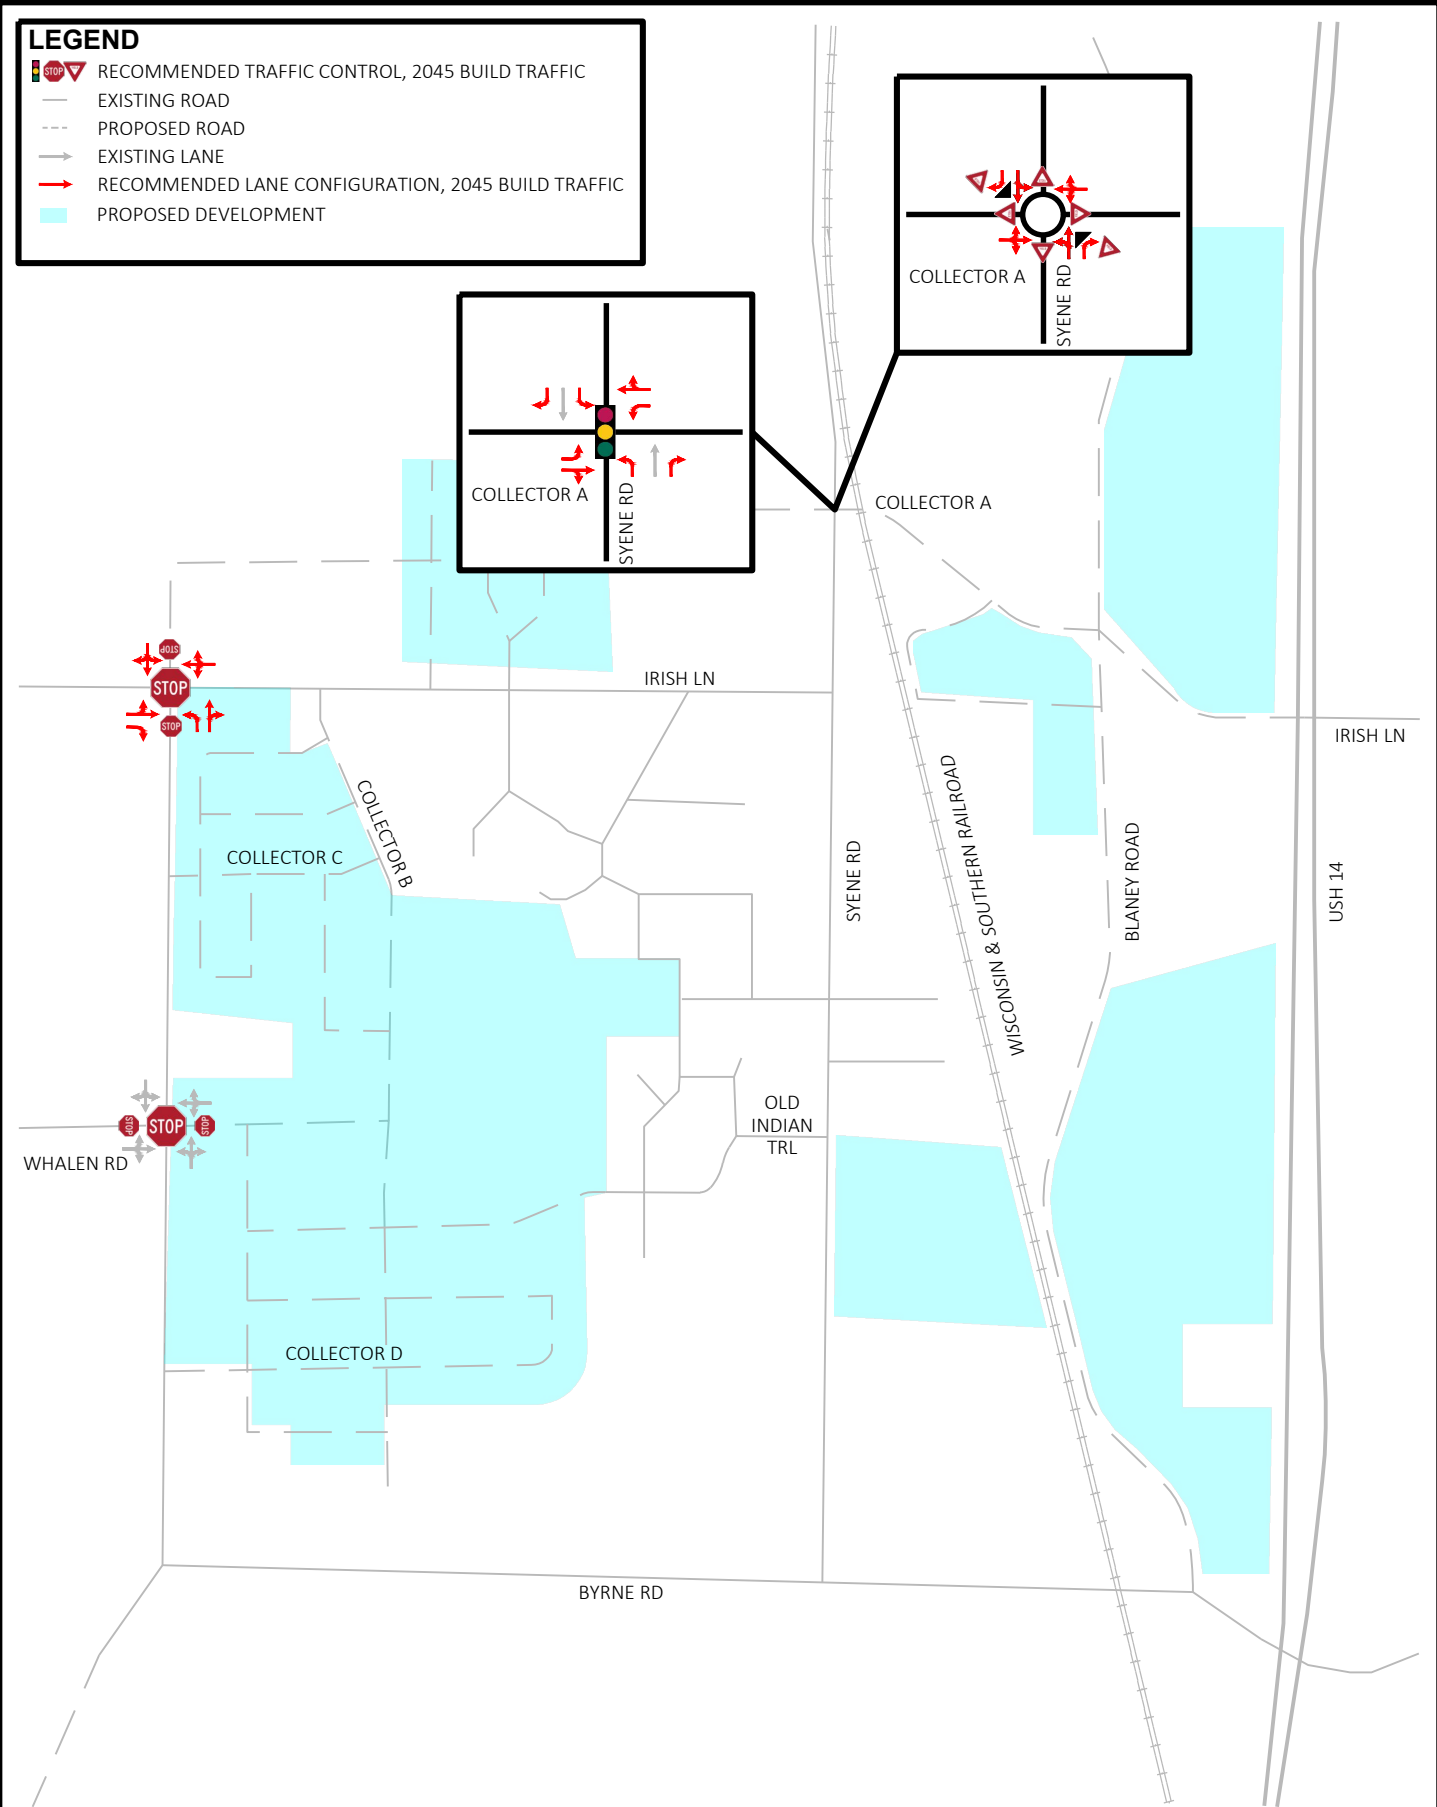 LEGEND
STOP
RECOMMENDED TRAFFIC CONTROL, 2045 BUILD TRAFFIC
EXISTING ROAD
PROPOSED ROAD
EXISTING LANE
RECOMMENDED LANE CONFIGURATION, 2045 BUILD TRAFFIC
PROPOSED DEVELOPMENT
COLLECTOR A
SYENE RD
COLLECTOR A
SYENE RD
COLLECTOR A
STOP
STOP
STOP
IRISH LN
IRISH LN
COLLECTOR B
COLLECTOR C
SYENE RD
WISCONSIN & SOUTHERN RAILROAD
BLANEY ROAD
USH 14
STOP
STOP
STOP
WHALEN RD
OLD
INDIAN
TRL
COLLECTOR D
BYRNE RD